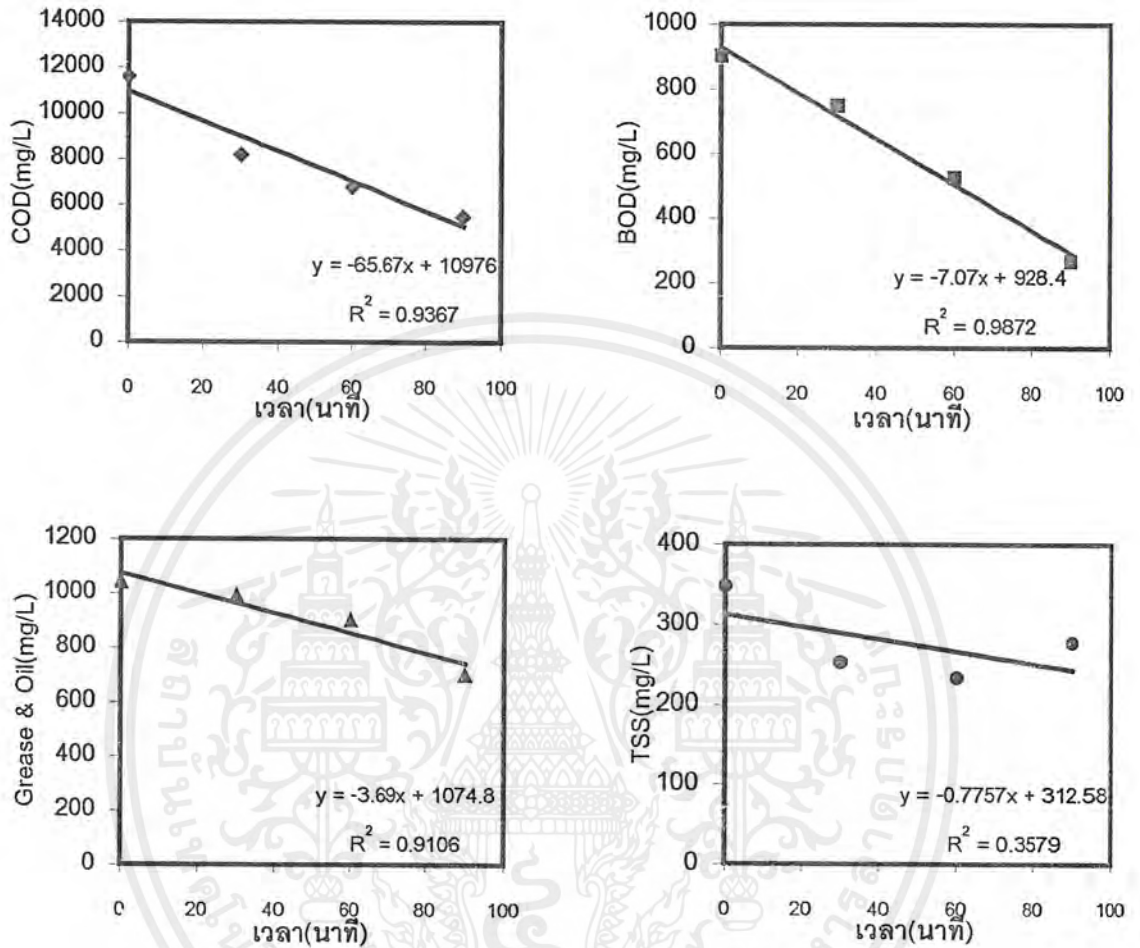 14000
12000
10000
8000
6000
4000
2000
0
COD(mg/L)
y = -65.67x + 10976
R² = 0.9367
0 20 40 60 80 100
เวลา(นาที)
1000
800
600
400
200
0
BOD(mg/L)
y = -7.07x + 928.4
R² = 0.9872
0 20 40 60 80 100
เวลา(นาที)
1200
1000
800
600
400
200
0
Grease & Oil(mg/L)
y = -3.69x + 1074.8
R² = 0.9106
0 20 40 60 80 100
เวลา(นาที)
400
300
200
100
0
TSS(mg/L)
y = -0.7757x + 312.58
R² = 0.3579
0 20 40 60 80 100
เวลา(นาที)